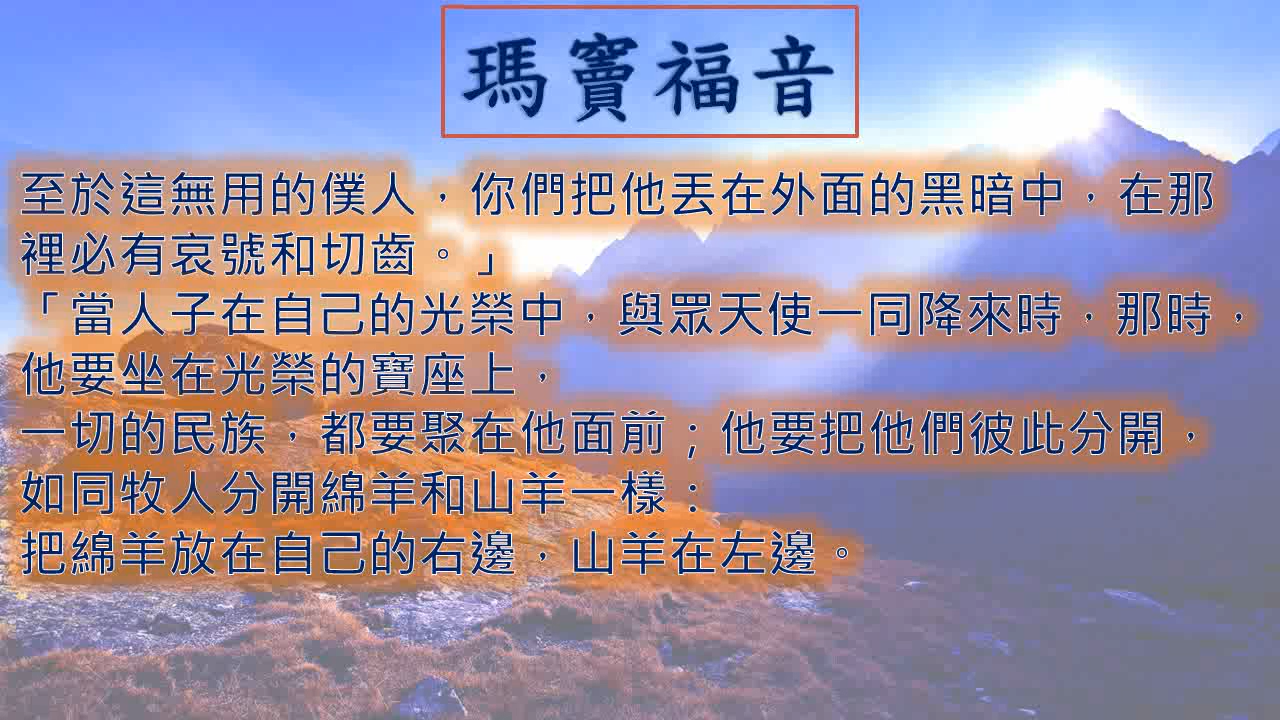 瑪竇福音
至於這無用的僕人，你們把他丟在外面的黑暗中，在那
裡必有哀號和切齒。」
「當人子在自己的光榮中，與眾天使一同降來時，那時，
他要坐在光榮的寶座上，
一切的民族，都要聚在他面前；他要把他們彼此分開，
如同牧人分開綿羊和山羊一樣：
把綿羊放在自己的右邊，山羊在左邊。